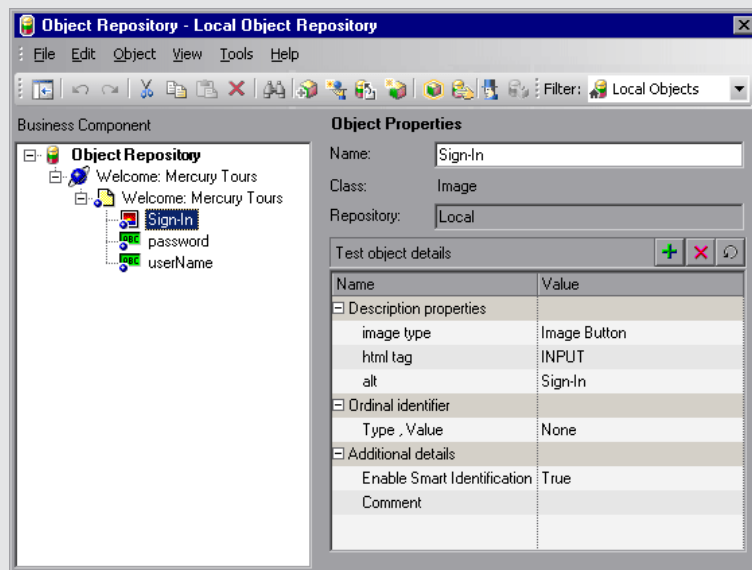 Object Repository - Local Object Repository
File Edit Object View Tools Help
Filter: Local Objects
Business Component
Object Repository
Welcome: Mercury Tours
Welcome: Mercury Tours
Sign-In
ABC password
ABC userName
Object Properties
Name: Sign-In
Class: Image
Repository: Local
Test object details
Name Value
Description properties
image type Image Button
html tag INPUT
alt Sign-In
Ordinal identifier
Type , Value None
Additional details
Enable Smart Identification True
Comment